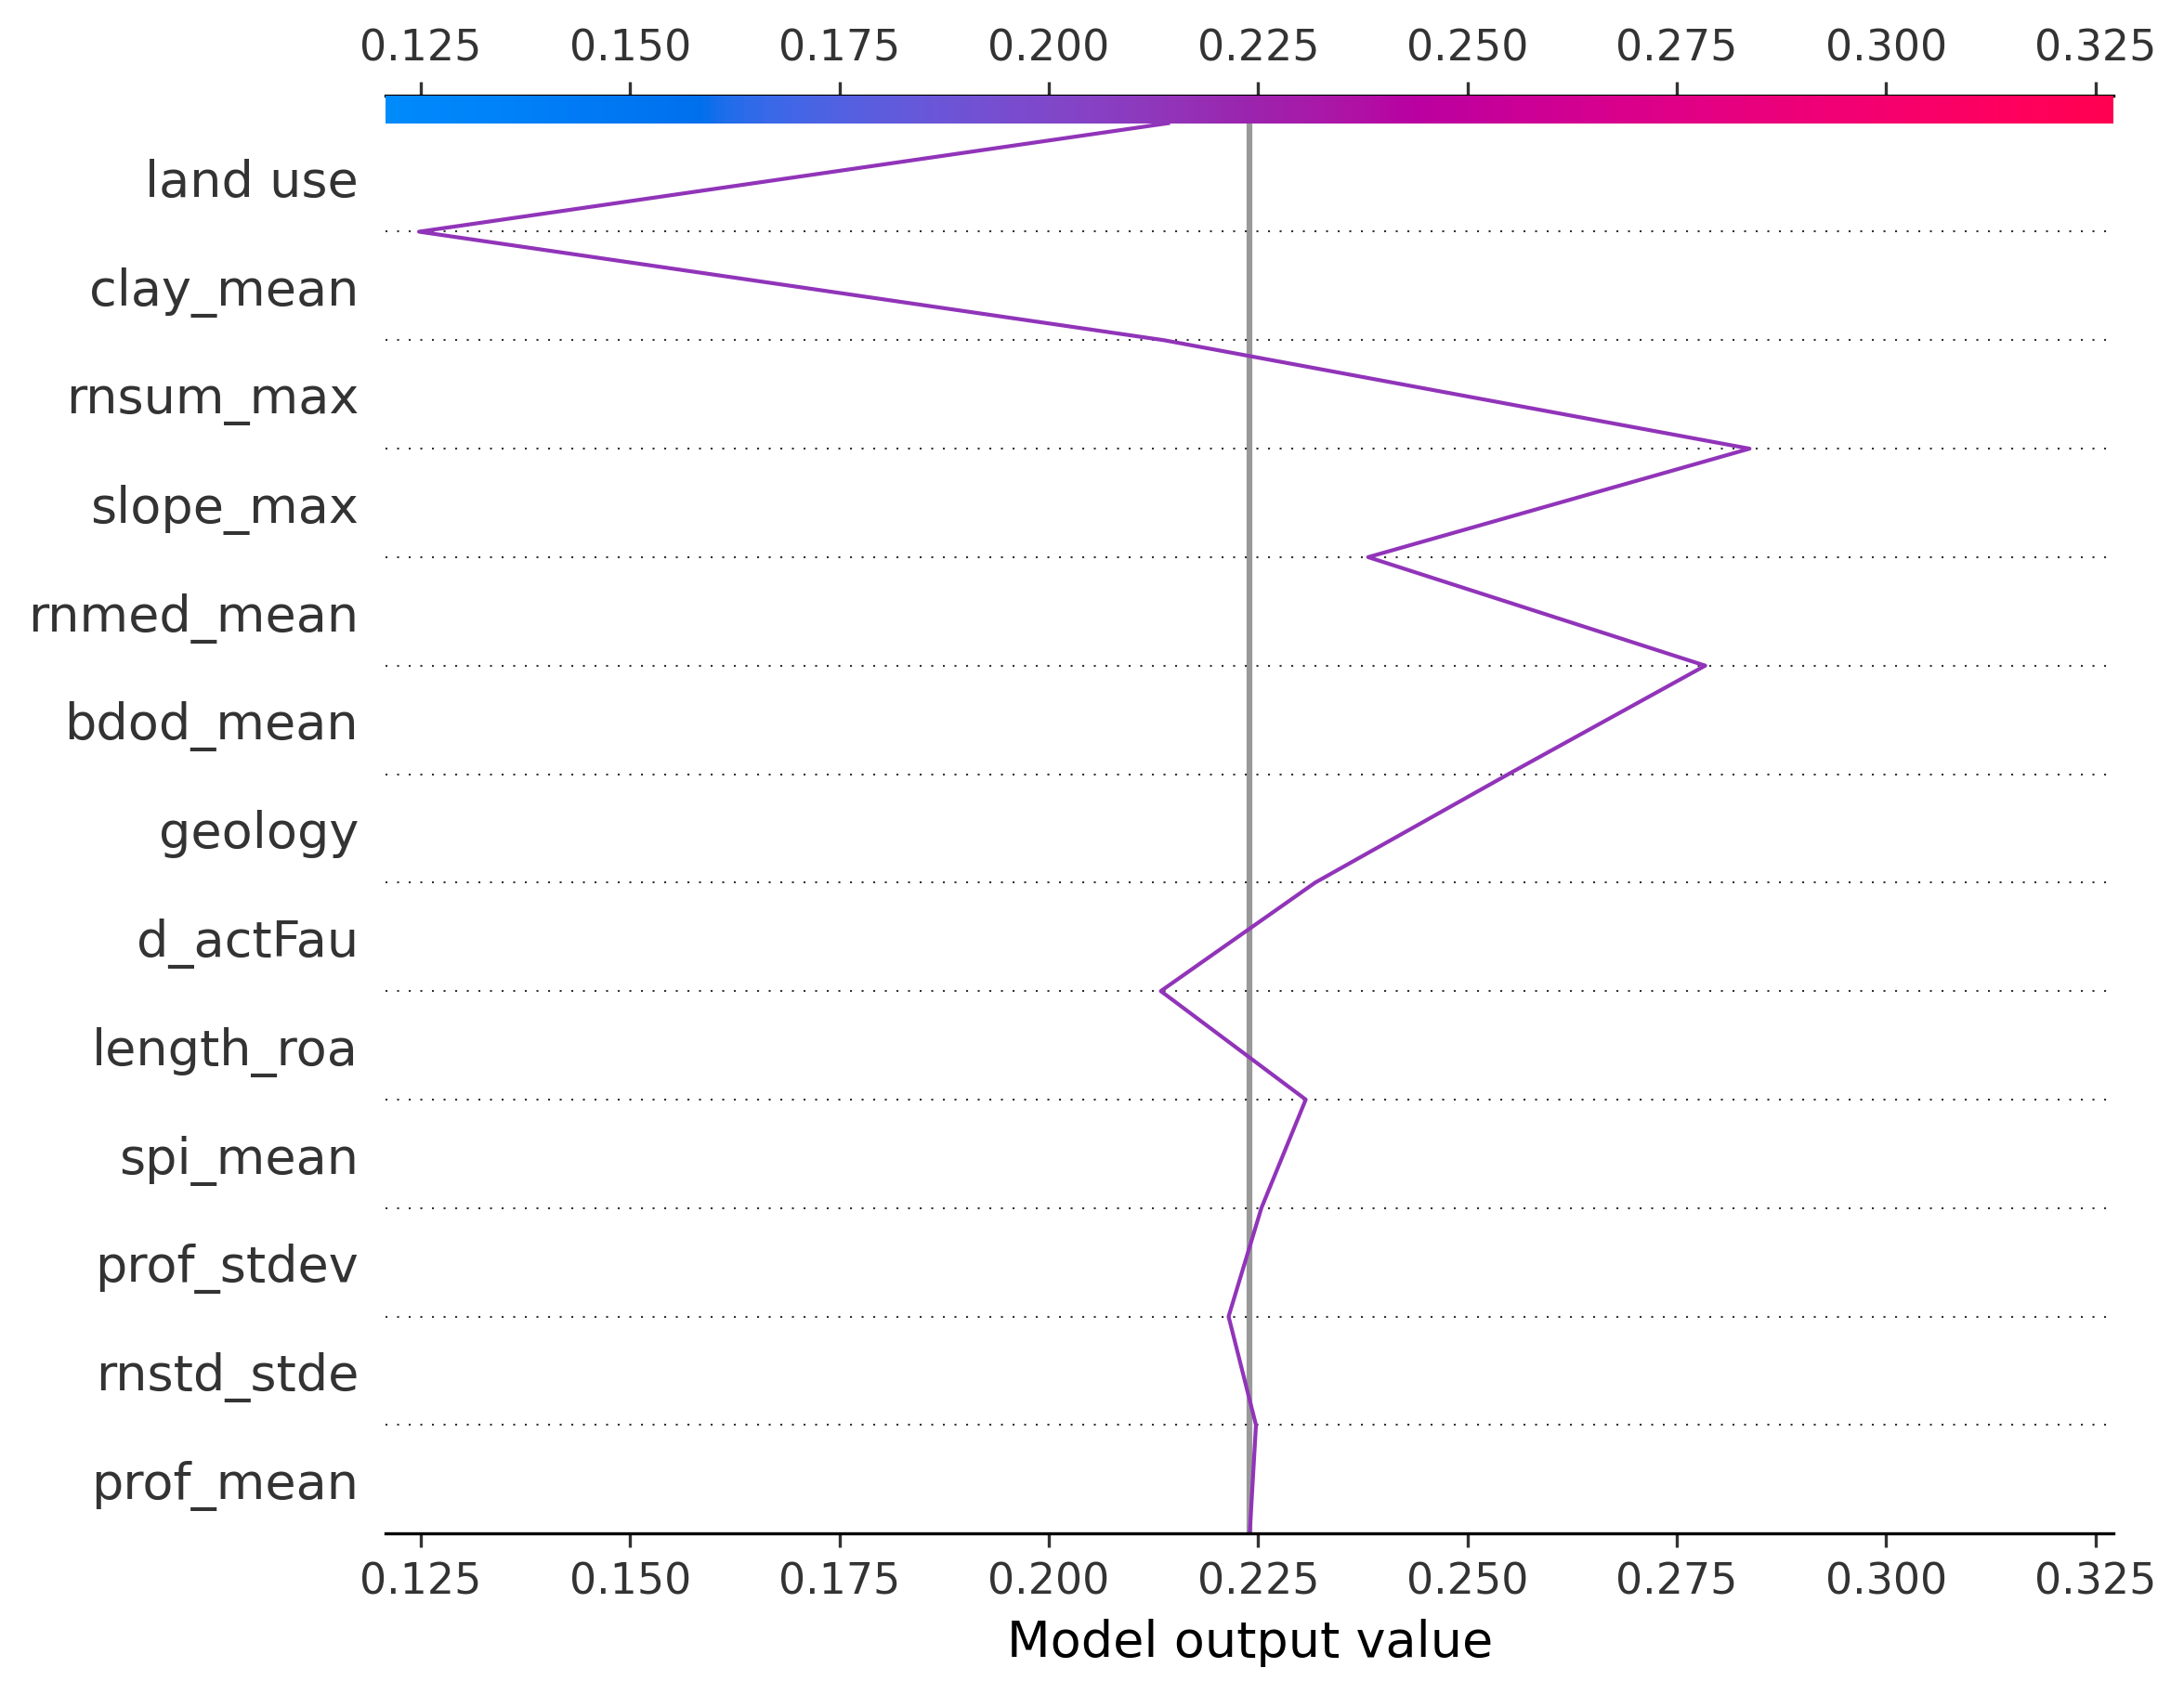 0.125 0.150 0.175 0.200 0.225 0.250 0.275 0.300 0.325
land use
clay_mean
rnsum_max
slope_max
rnmed_mean
bdod_mean
geology
d_actFau
length_roa
spi_mean
prof_stdev
rnstd_stde
prof_mean
0.125 0.150 0.175 0.200 0.225 0.250 0.275 0.300 0.325
Model output value